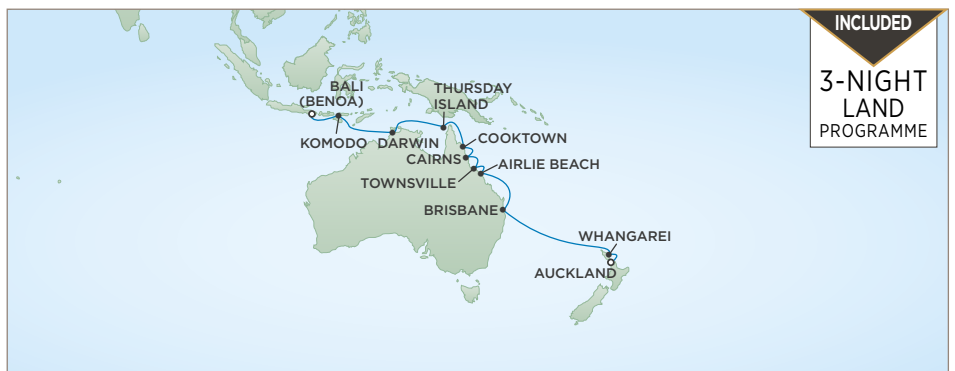 INCLUDED
3-NIGHT
LAND
PROGRAMME
BALI
(BENOA)
THURSDAY
ISLAND
KOMODO
DARWIN
COOKTOWN
CAIRNS
AIRLIE BEACH
TOWNSVILLE
BRISBANE
WHANGAREI
AUCKLAND